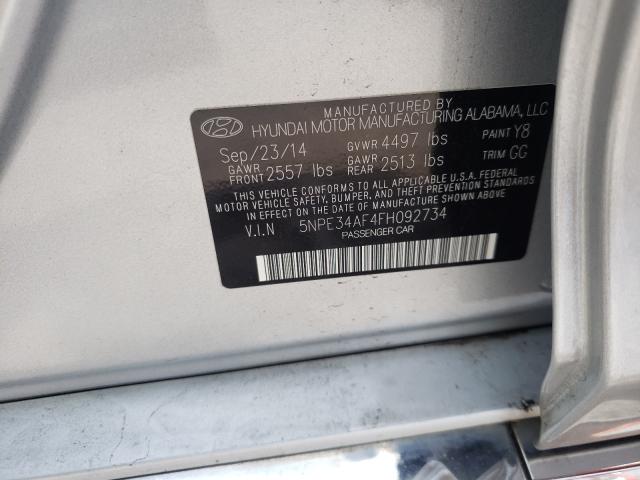 MANUFACTURED BY
HYUNDAI MOTOR MANUFACTURING ALABAMA, LLC
Sep/23/14 GVWR 4497 lbs PAINT Y8
GAWR FRONT 2557 lbs GAWR REAR 2513 lbs TRIM GG
THIS VEHICLE CONFORMS TO ALL APPLICABLE U.S.A. FEDERAL
MOTOR VEHICLE SAFETY, BUMPER, AND THEFT PREVENTION STANDARDS
IN EFFECT ON THE DATE OF MANUFACTURE SHOWN ABOVE.
V.I.N 5NPE34AF4FH092734
PASSENGER CAR